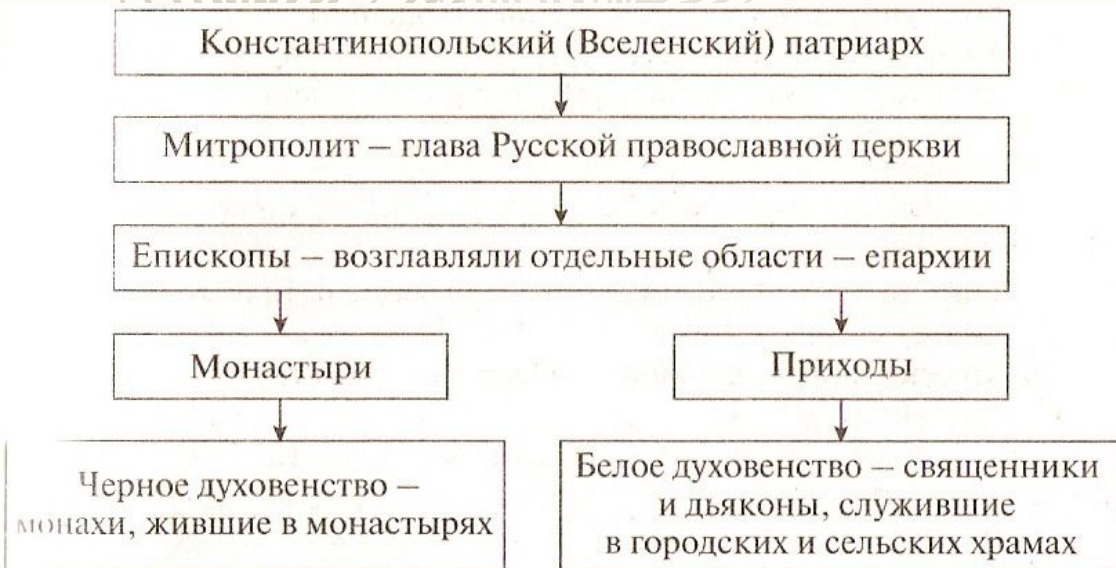 Константинопольский (Вселенский) патриарх
Митрополит – глава Русской православной церкви
Епископы – возглавляли отдельные области – епархии
Монастыри
Приходы
Черное духовенство –
монахи, жившие в монастырях
Белое духовенство – священники
и дьяконы, служившие
в городских и сельских храмах